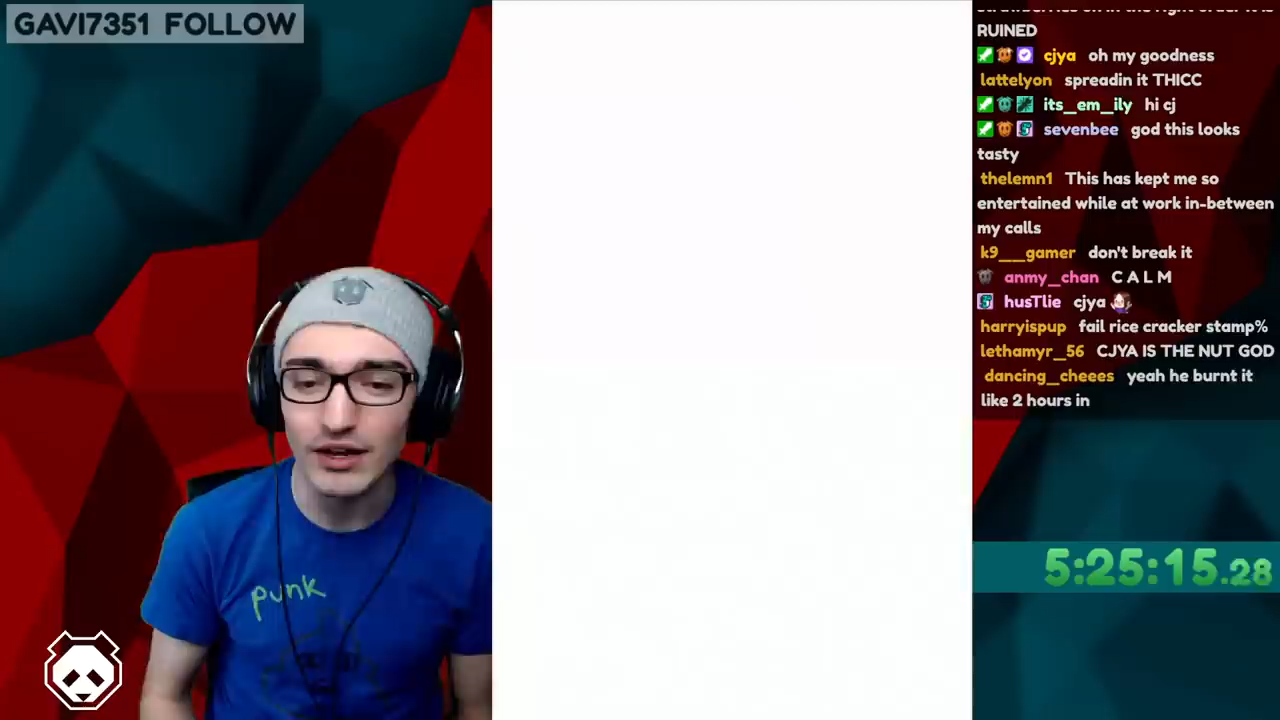 GAVI7351 FOLLOW
RUINED
cjya oh my goodness
lattelyon spreadin it THICC
its_em_ily hi cj
sevenbee god this looks
tasty
thelemn1 This has kept me so
entertained while at work in-between
my calls
k9__gamer don't break it
anmy_chan C A L M
husTlie cjya
harryispup fail rice cracker stamp%
lethamyr_56 CJYA IS THE NUT GOD
dancing_cheees yeah he burnt it
like 2 hours in
punk
5:25:15.28